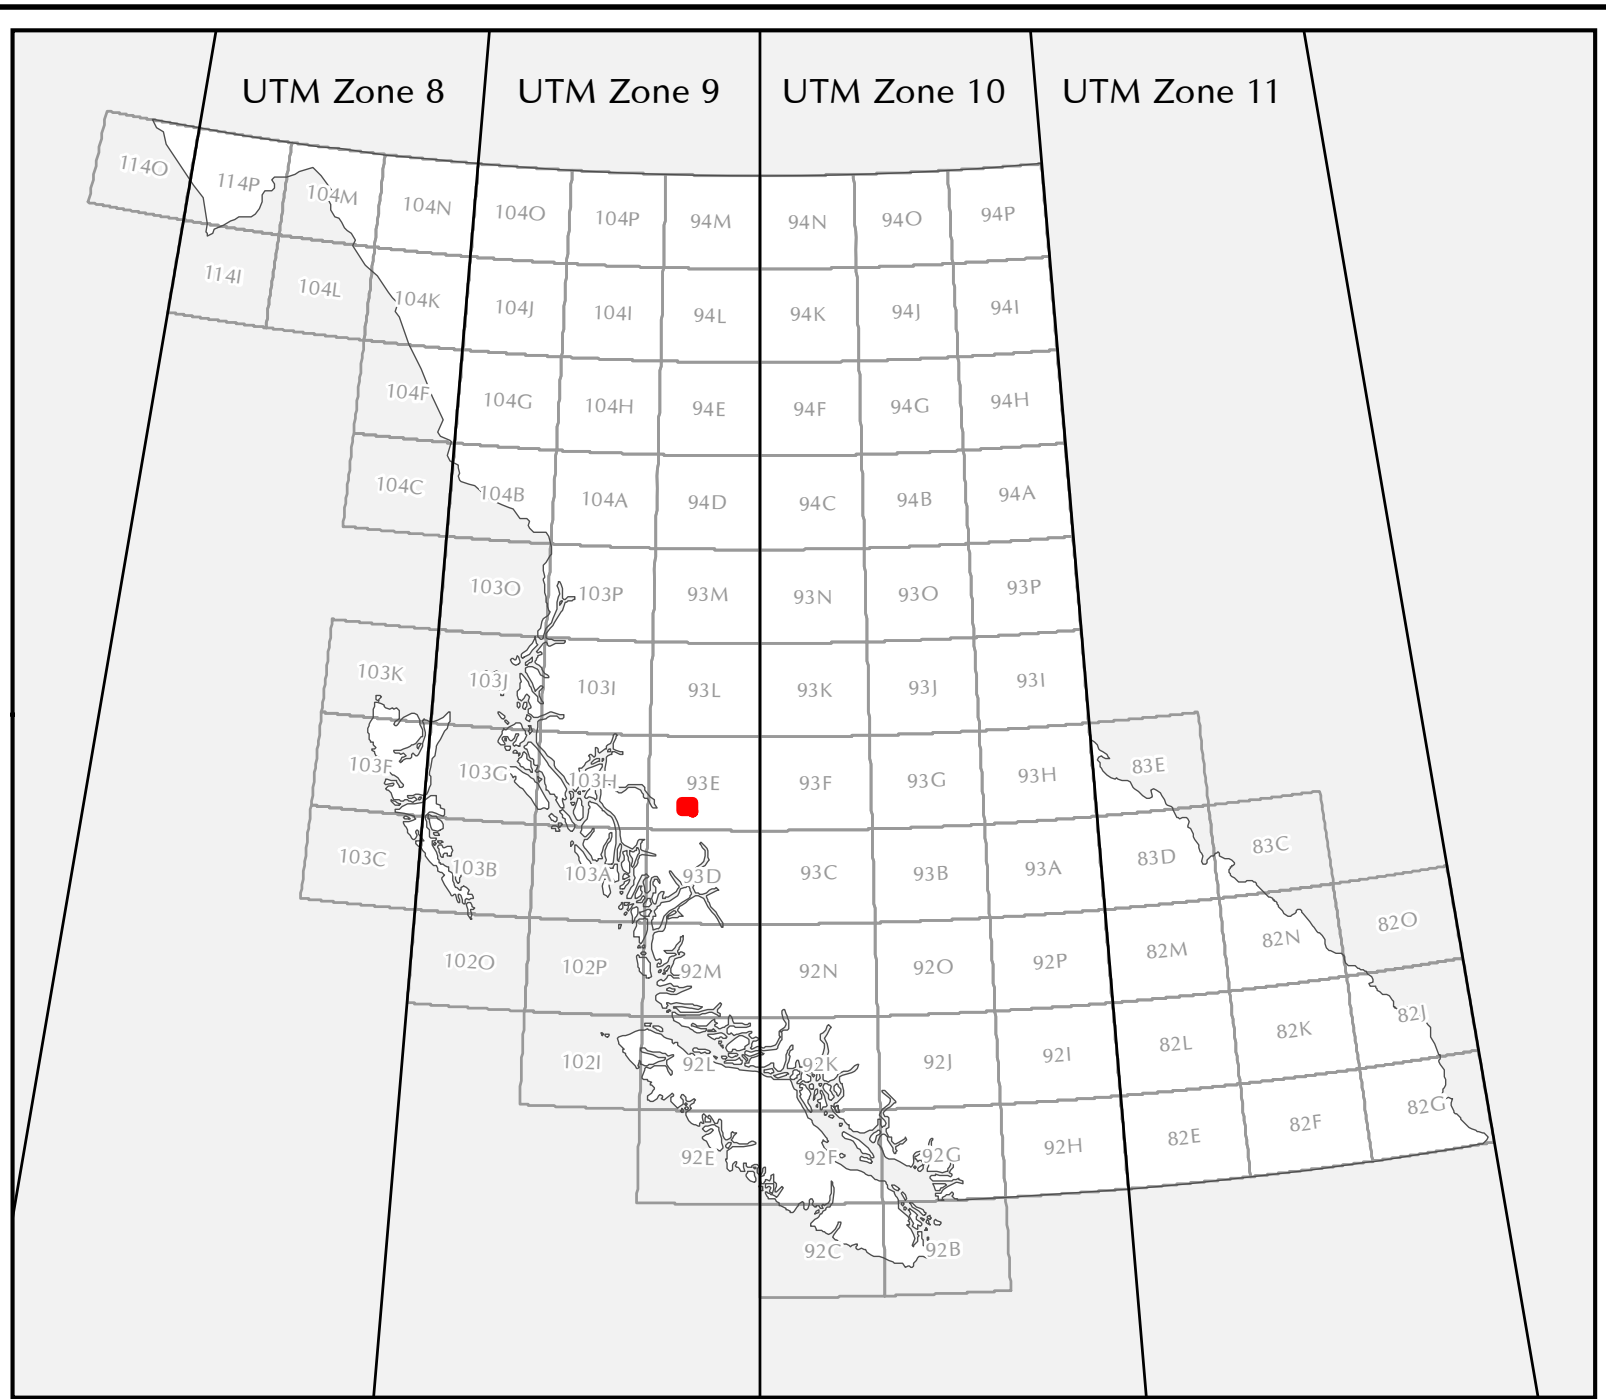 UTM Zone 8 UTM Zone 9 UTM Zone 10 UTM Zone 11
114O 114P 104M 104N 104O 104P 94M 94N 94O 94P
114I 104L 104K 104J 104I 94L 94K 94J 94I
104F 104G 104H 94E 94F 94G 94H
104C 104B 104A 94D 94C 94B 94A
103O 103P 93M 93N 93O 93P
103K 103J 103I 93L 93K 93J 93I
103F 103G 103H 93E 93F 93G 93H 83E
103C 103B 103A 93D 93C 93B 93A 83D 83C
102O 102P 92M 92N 92O 92P 82M 82N 82O
102I 92L 92K 92J 92I 82L 82K 82J
92E 92F 92G 92H 82E 82F 82G
92C 92B